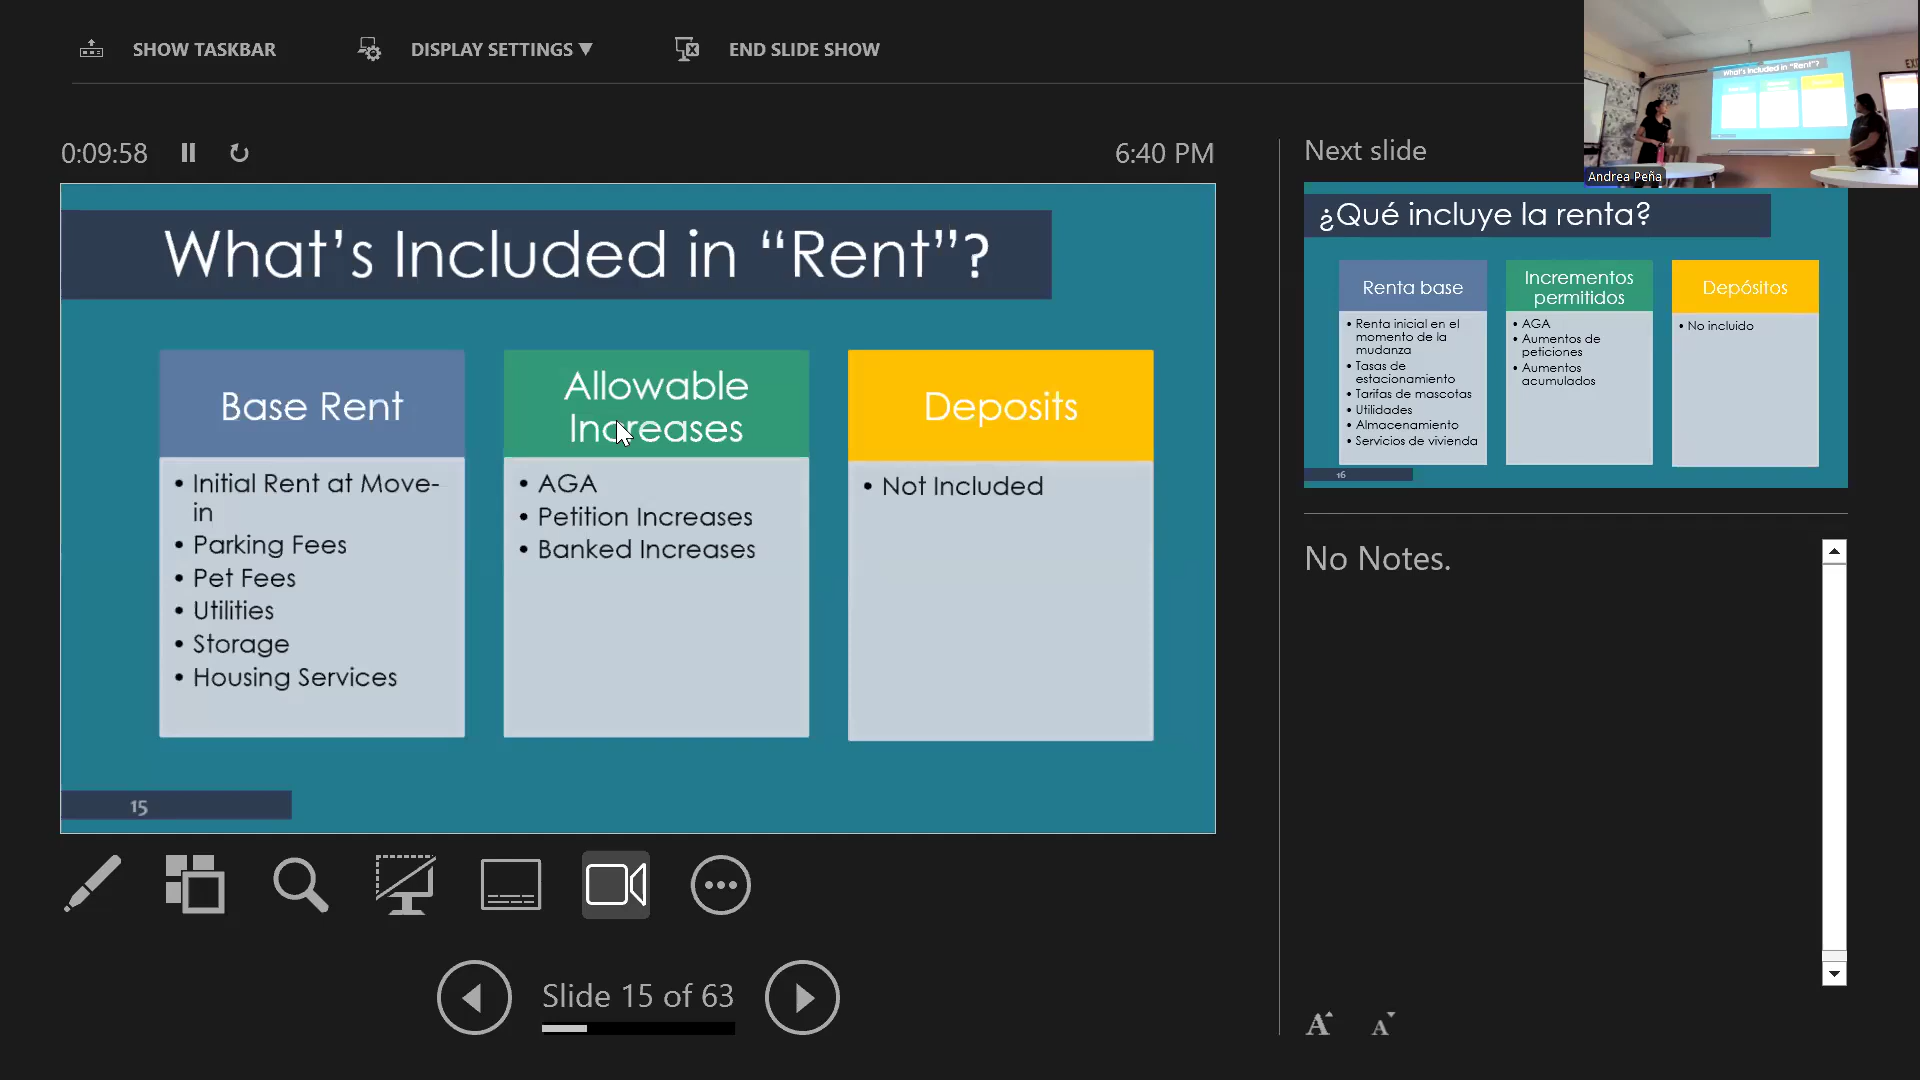 SHOW TASKBAR
DISPLAY SETTINGS ▼
END SLIDE SHOW
0:09:58
6:40 PM
What's Included in “Rent”?
Base Rent
• Initial Rent at Move-
in
• Parking Fees
• Pet Fees
• Utilities
• Storage
• Housing Services
Allowable
Increases
• AGA
• Petition Increases
• Banked Increases
Deposits
• Not Included
15
Slide 15 of 63
Next slide
What's Included in “Rent”?
Andrea Peña
¿Qué incluye la renta?
Renta base
• Renta inicial en el
momento de la
mudanza
• Tasas de
estacionamiento
• Tarifas de mascotas
• Utilidades
• Almacenamiento
• Servicios de vivienda
Incrementos
permitidos
• AGA
• Aumentos de
peticiones
• Aumentos
acumulados
Depósitos
• No incluido
16
No Notes.
A A